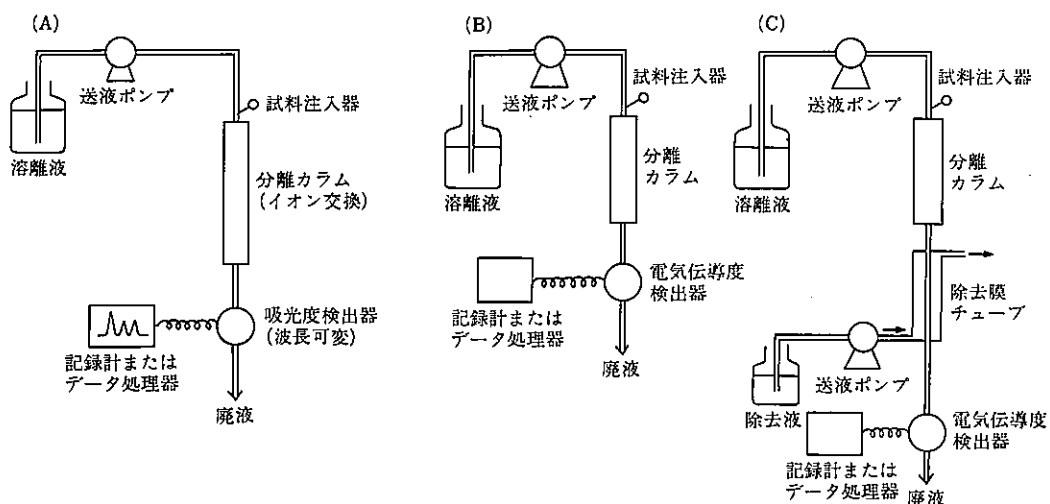 (A)
送液ポンプ
試料注入器
溶離液
分離カラム
(イオン交換)
吸光度検出器
(波長可変)
記録計または
データ処理器
廃液
(B)
送液ポンプ
試料注入器
溶離液
分離
カラム
電気伝導度
検出器
記録計または
データ処理器
廃液
(C)
送液ポンプ
試料注入器
溶離液
分離
カラム
除去膜
チューブ
送液ポンプ
除去液
電気伝導度
検出器
記録計または
データ処理器
廃液